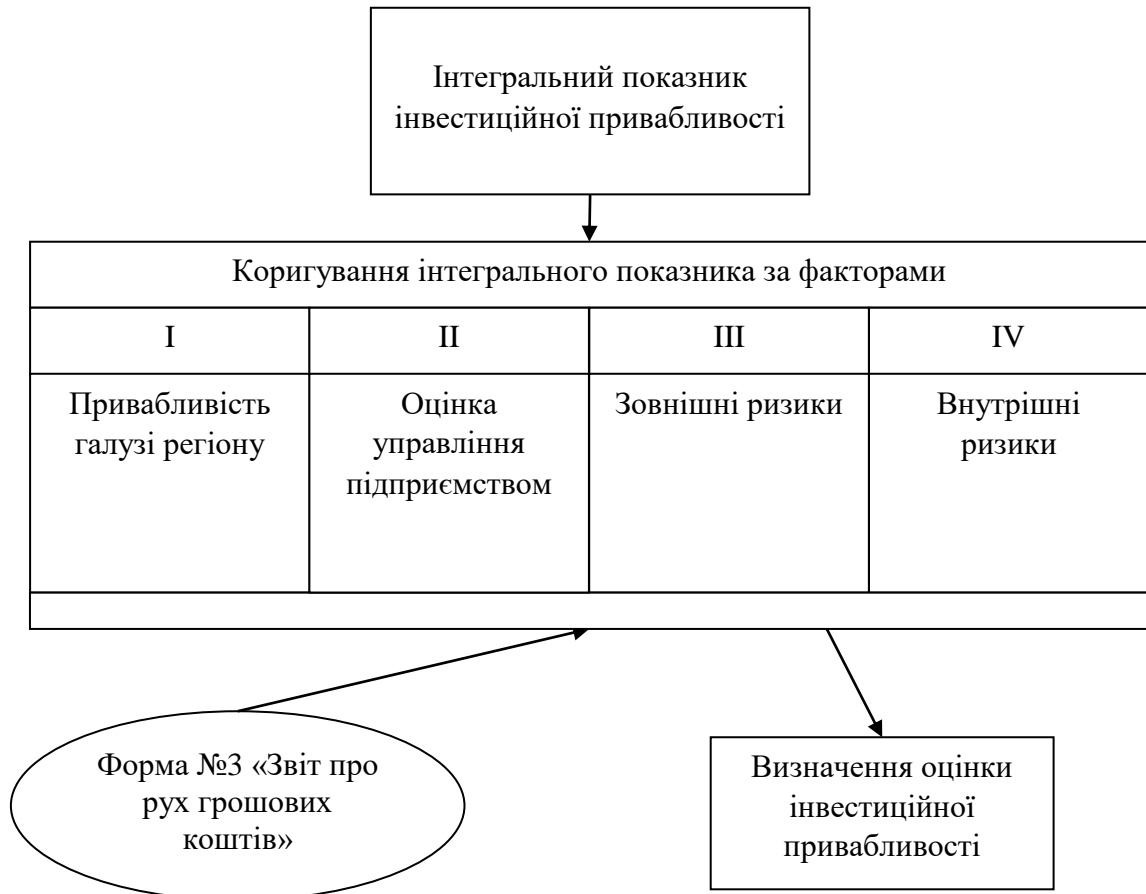 Інтегральний показник
інвестиційної привабливості
Коригування інтегрального показника за факторами
I
II
III
IV
Привабливість
галузі регіону
Оцінка
управління
підприємством
Зовнішні ризики
Внутрішні
ризики
Форма №3 «Звіт про
рух грошових
коштів»
Визначення оцінки
інвестиційної
привабливості